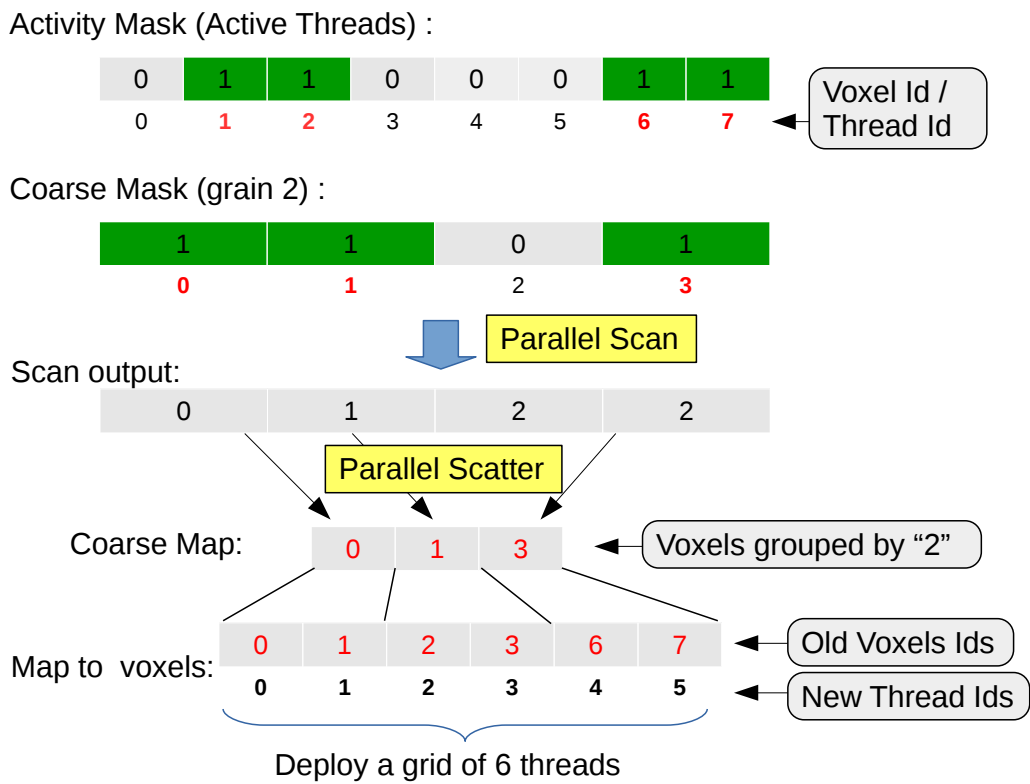 Activity Mask (Active Threads) :
0 1 1 0 0 0 1 1
0 1 2 3 4 5 6 7
Voxel Id /
Thread Id
Coarse Mask (grain 2) :
1 1 0 1
0 1 2 3
Parallel Scan
Scan output:
0 1 2 2
Parallel Scatter
Coarse Map:
0 1 3
Voxels grouped by “2”
Map to voxels:
0 1 2 3 6 7
Old Voxels Ids
0 1 2 3 4 5
New Thread Ids
Deploy a grid of 6 threads